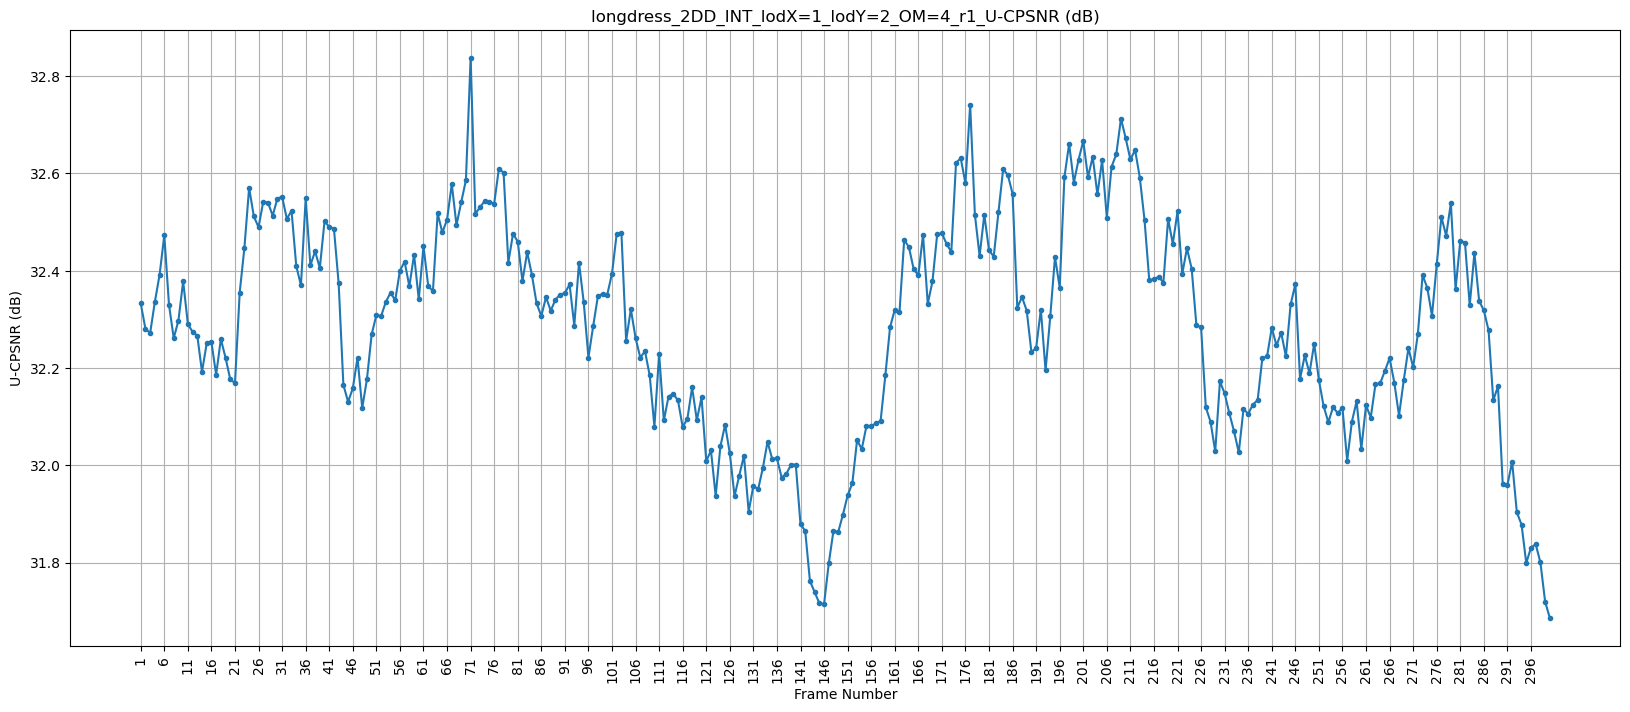 longdress_2DD_INT_lodX=1_lodY=2_OM=4_r1_U-CPSNR (dB)
U-CPSNR (dB)
32.8
32.6
32.4
32.2
32.0
31.8
1 6 11 16 21 26 31 36 41 46 51 56 61 66 71 76 81 86 91 96 101 106 111 116 121 126 131 136 141 146 151 156 161 166 171 176 181 186 191 196 201 206 211 216 221 226 231 236 241 246 251 256 261 266 271 276 281 286 291 296
Frame Number